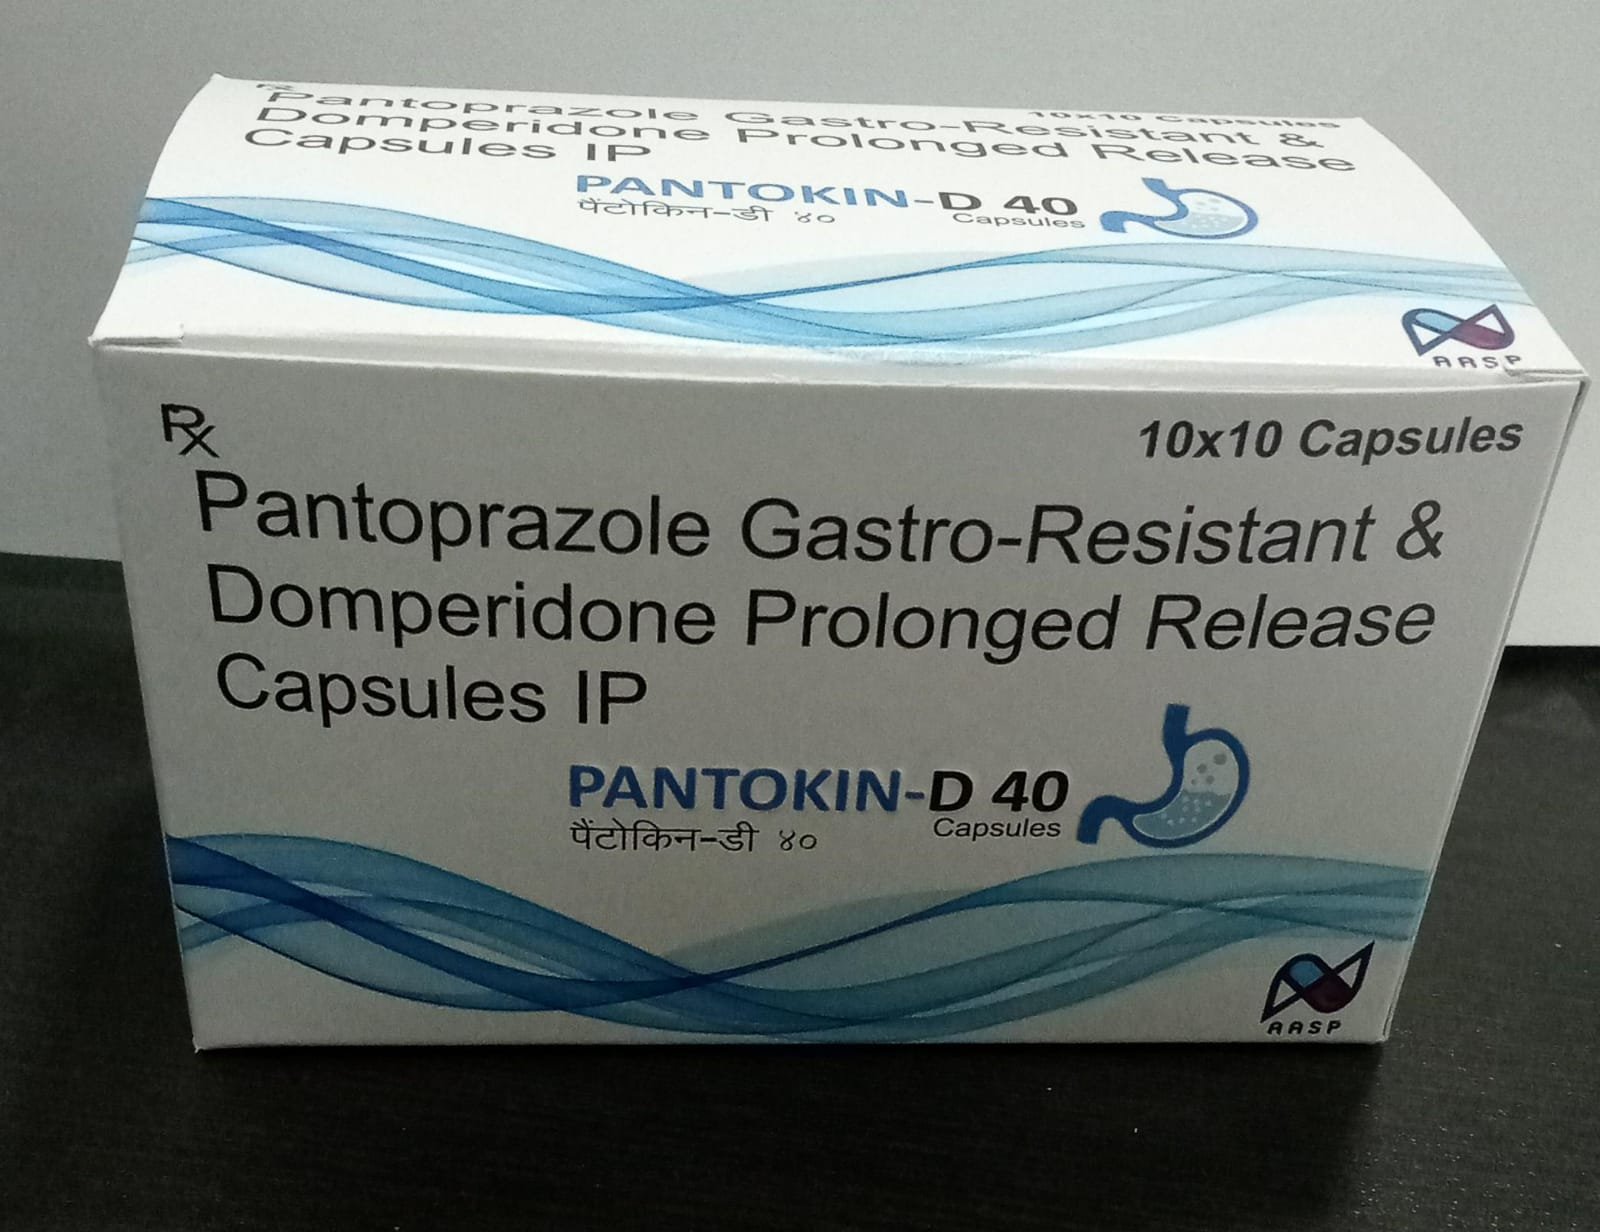 Rx
10x10 Capsules
Pantoprazole Gastro-Resistant &
Domperidone Prolonged Release
Capsules IP
PANTOKIN-D 40
पैंटोकिन-डी ४०
Capsules
AASP
Rx
10x10 Capsules
Pantoprazole Gastro-Resistant &
Domperidone Prolonged Release
Capsules IP
PANTOKIN-D 40
पैंटोकिन-डी ४०
Capsules
AASP